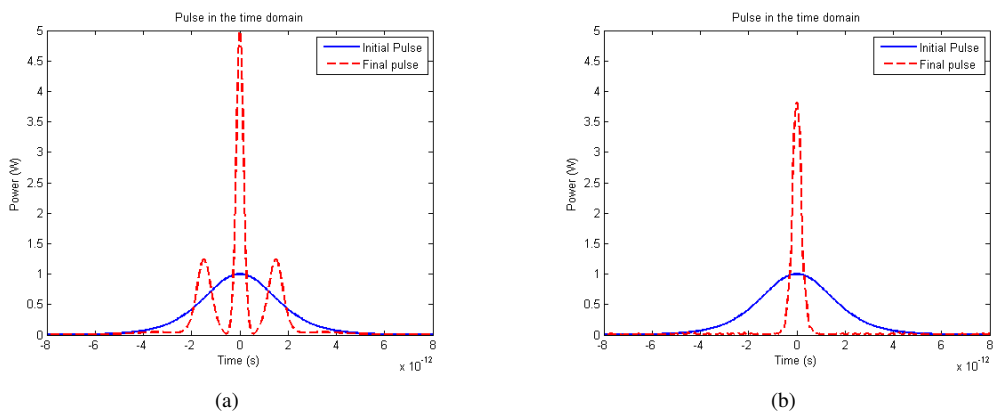 Pulse in the time domain
Initial Pulse
Final pulse
Power (W)
5
4.5
4
3.5
3
2.5
2
1.5
1
0.5
0
-8 -6 -4 -2 0 2 4 6 8
Time (s)
x 10^-12
(a)
Pulse in the time domain
Initial Pulse
Final pulse
Power (W)
5
4.5
4
3.5
3
2.5
2
1.5
1
0.5
0
-8 -6 -4 -2 0 2 4 6 8
Time (s)
x 10^-12
(b)